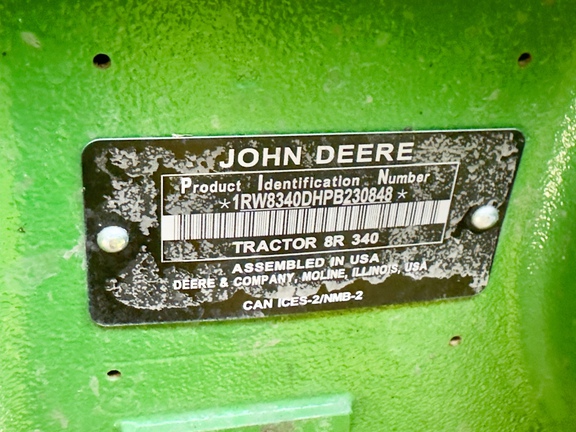 JOHN DEERE
Product Identification Number
*1RW8340DHPB230848*
TRACTOR 8R 340
ASSEMBLED IN USA
DEERE & COMPANY, MOLINE, ILLINOIS, USA
CAN ICES-2/NMB-2